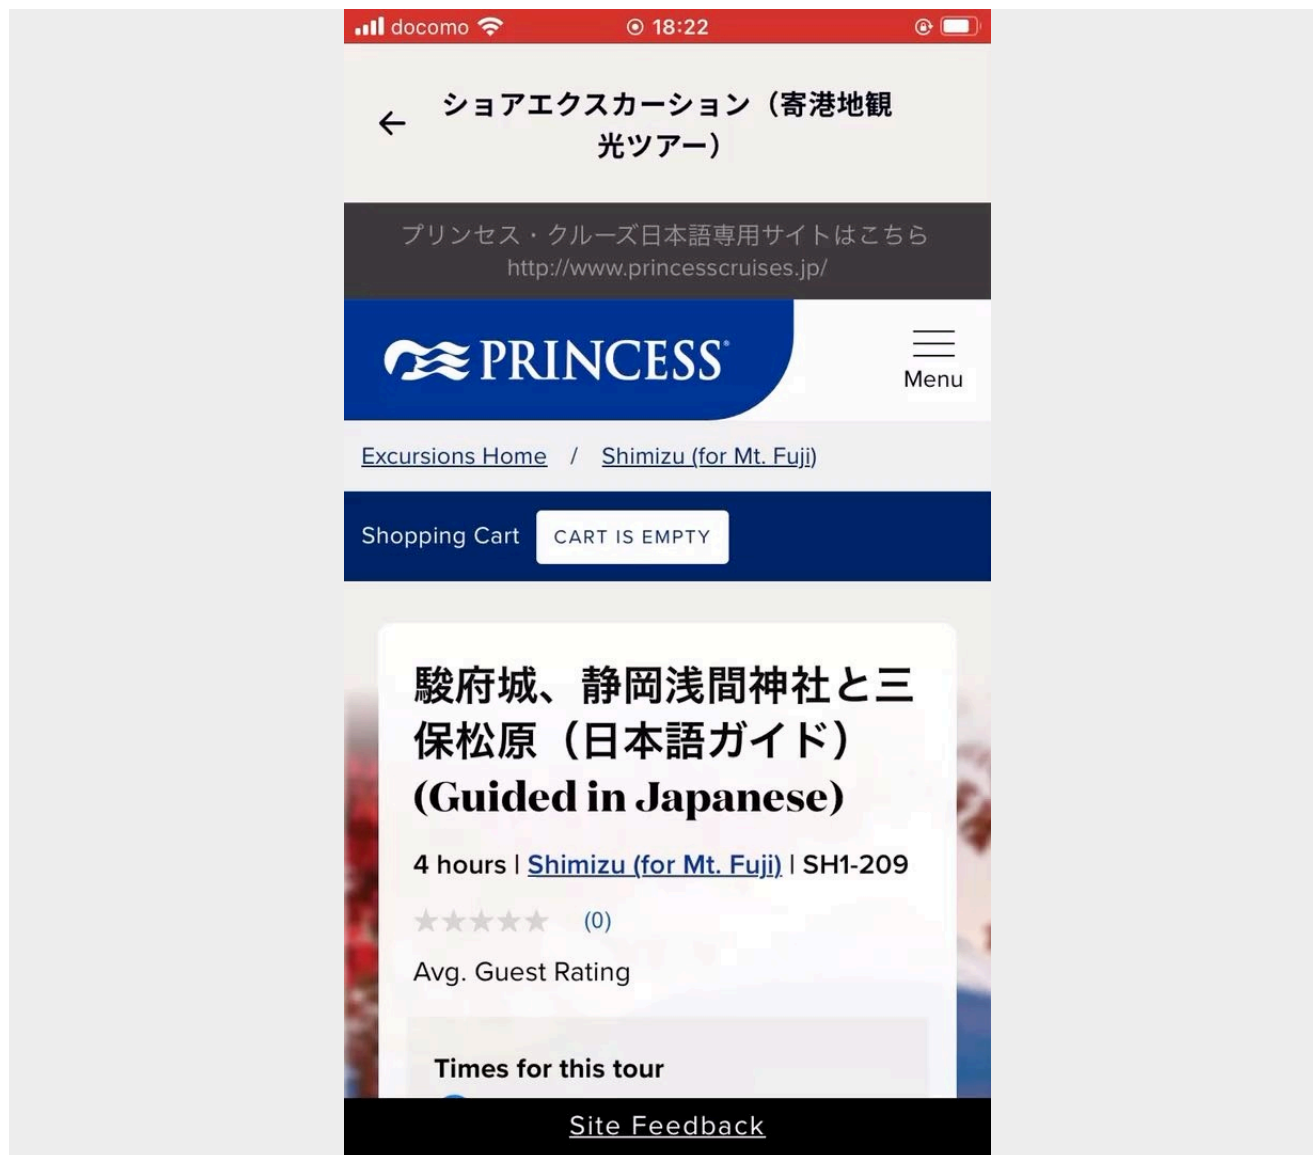 docomo 18:22
ショアエクスカーション（寄港地観
光ツアー）
プリンセス・クルーズ日本語専用サイトはこちら
http://www.princesscruises.jp/
PRINCESS®
Menu
Excursions Home / Shimizu (for Mt. Fuji)
Shopping Cart CART IS EMPTY
駿府城、静岡浅間神社と三
保松原（日本語ガイド）
(Guided in Japanese)
4 hours | Shimizu (for Mt. Fuji) | SH1-209
(0)
Avg. Guest Rating
Times for this tour
Site Feedback